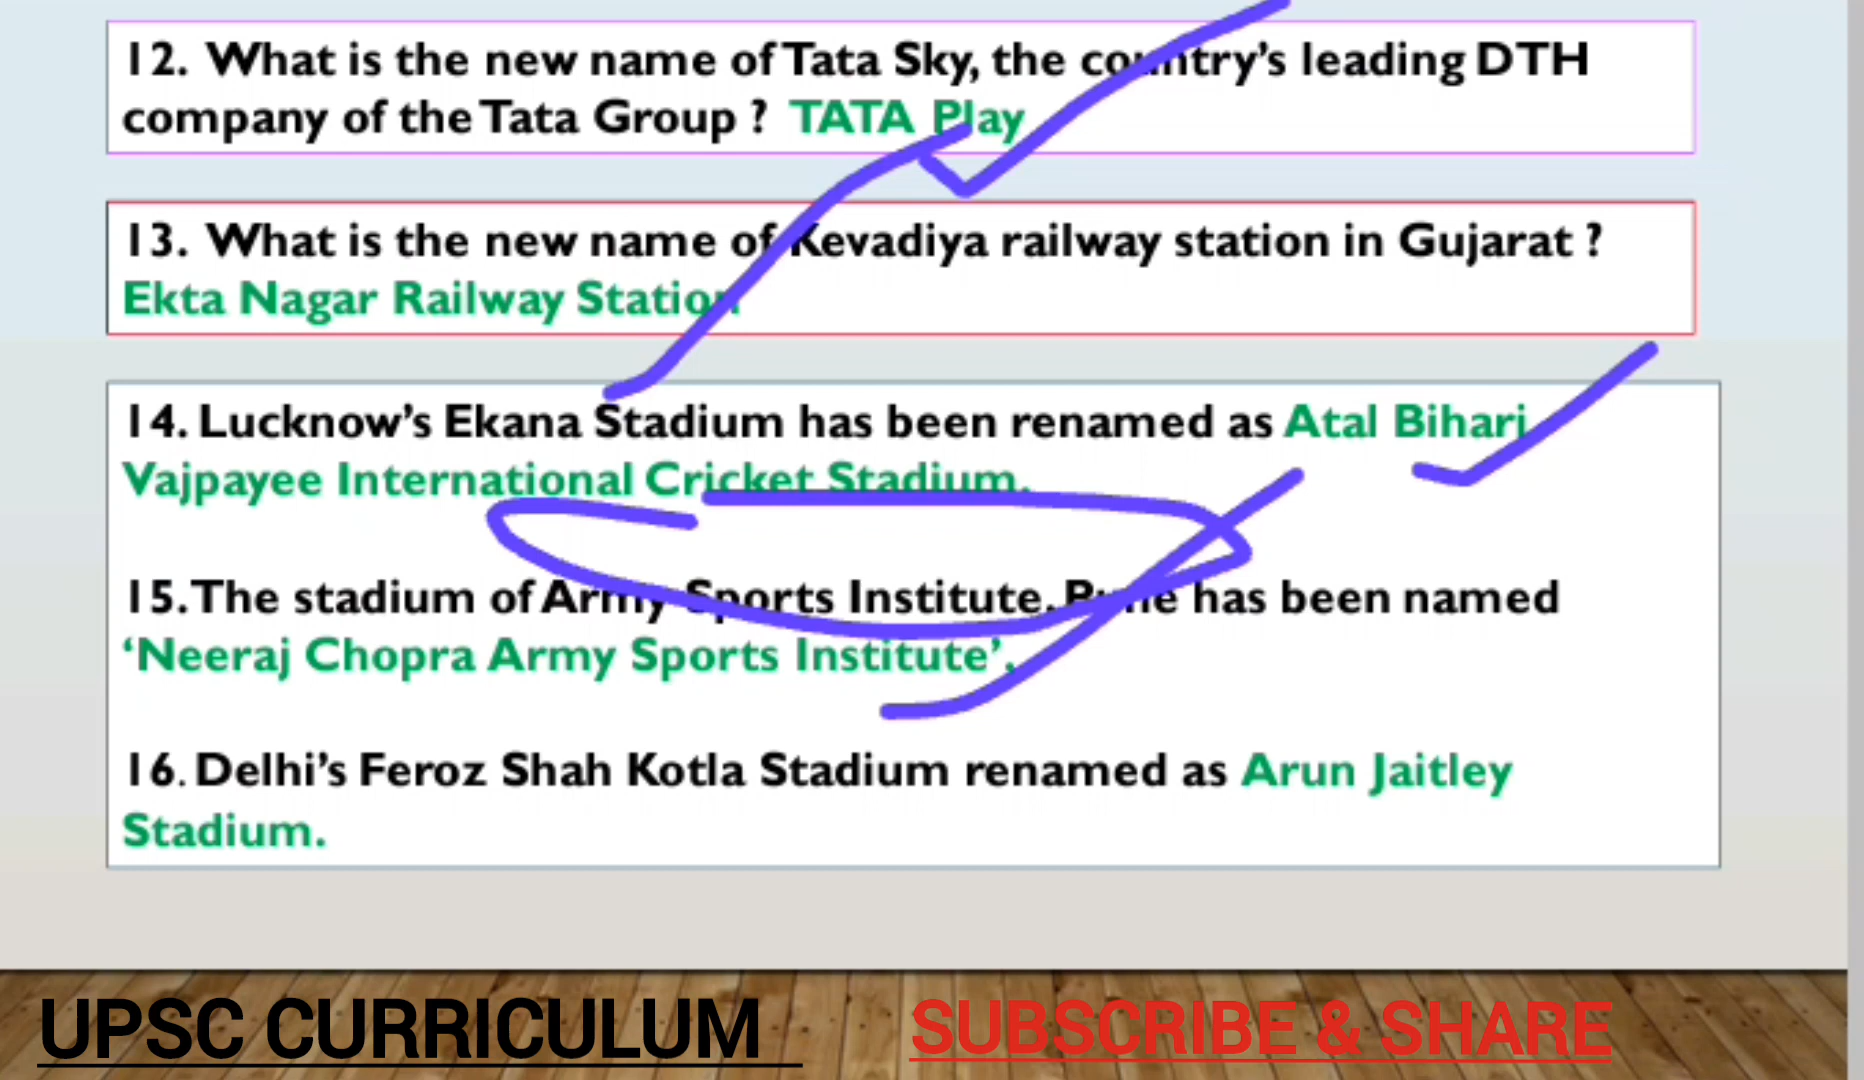 12. What is the new name of Tata Sky, the country's leading DTH
company of the Tata Group ? TATA Play
13. What is the new name of Kevadiya railway station in Gujarat ?
Ekta Nagar Railway Station
14. Lucknow's Ekana Stadium has been renamed as Atal Bihari
Vajpayee International Cricket Stadium.
15. The stadium of Army Sports Institute, Pune has been named
‘Neeraj Chopra Army Sports Institute’.
16. Delhi's Feroz Shah Kotla Stadium renamed as Arun Jaitley
Stadium.
UPSC CURRICULUM SUBSCRIBE & SHARE